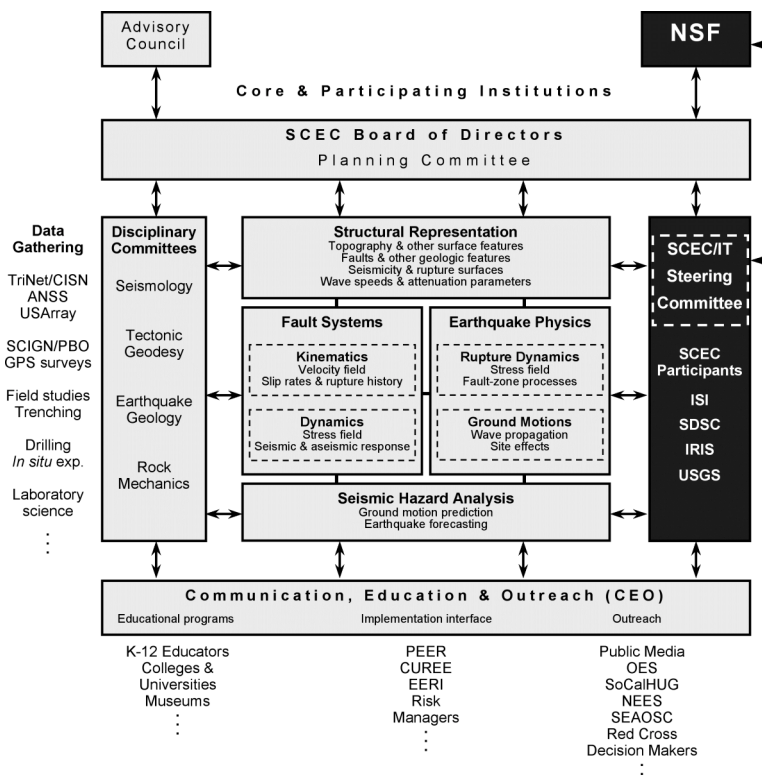 Advisory
Council
NSF
Core & Participating Institutions
SCEC Board of Directors
Planning Committee
Data
Gathering
TriNet/CISN
ANSS
USArray
SCIGN/PBO
GPS surveys
Field studies
Trenching
Drilling
In situ exp.
Laboratory
science
Disciplinary
Committees
Seismology
Tectonic
Geodesy
Earthquake
Geology
Rock
Mechanics
Structural Representation
Topography & other surface features
Faults & other geologic features
Seismicity & rupture surfaces
Wave speeds & attenuation parameters
Fault Systems
Kinematics
Velocity field
Slip rates & rupture history
Dynamics
Stress field
Seismic & aseismic response
Earthquake Physics
Rupture Dynamics
Stress field
Fault-zone processes
Ground Motions
Wave propagation
Site effects
Seismic Hazard Analysis
Ground motion prediction
Earthquake forecasting
SCEC/IT
Steering
Committee
SCEC
Participants
ISI
SDSC
IRIS
USGS
Communication, Education & Outreach (CEO)
Educational programs
Implementation interface
Outreach
K-12 Educators
Colleges &
Universities
Museums
PEER
CUREE
EERI
Risk
Managers
Public Media
OES
SoCalHUG
NEES
SEAOSC
Red Cross
Decision Makers